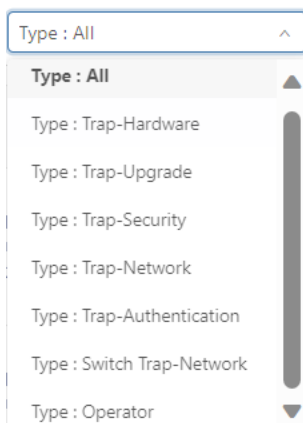 Type : All
Type : All
Type : Trap-Hardware
Type : Trap-Upgrade
Type : Trap-Security
Type : Trap-Network
Type : Trap-Authentication
Type : Switch Trap-Network
Type : Operator